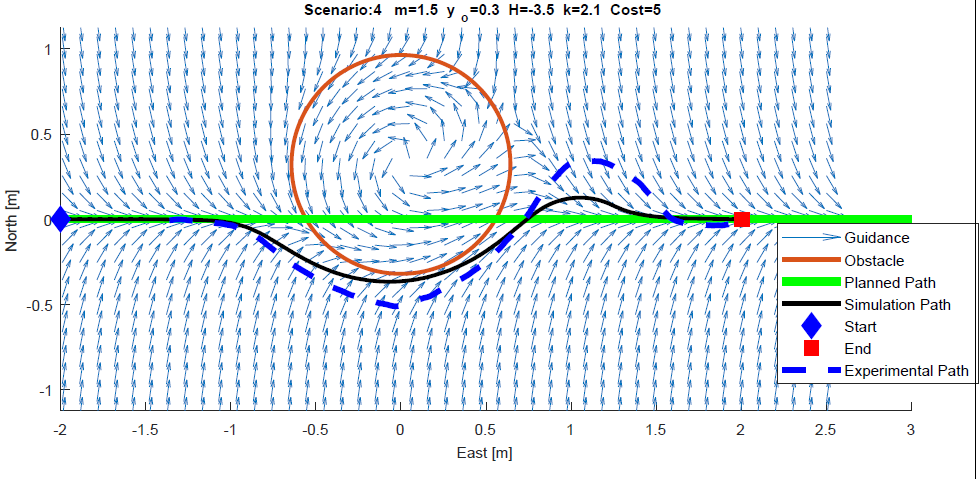 Scenario:4 m=1.5 y o=0.3 H=-3.5 k=2.1 Cost=5
North [m]
1
0.5
0
-0.5
-1
-2
-1.5
-1
-0.5
0
0.5
1
1.5
2
2.5
3
East [m]
Guidance
Obstacle
Planned Path
Simulation Path
Start
End
Experimental Path